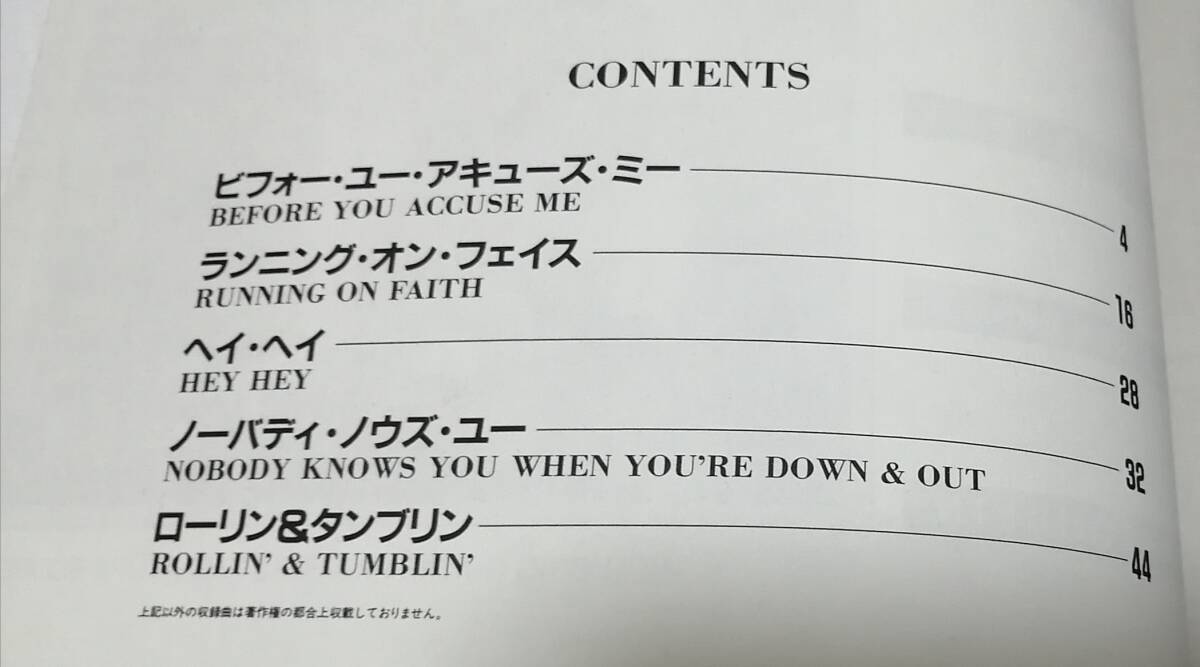 CONTENTS
ビフォー・ユー・アキューズ・ミー 4
BEFORE YOU ACCUSE ME
ランニング・オン・フェイス 16
RUNNING ON FAITH
ヘイ・ヘイ 28
HEY HEY
ノーバディ・ノウズ・ユー 32
NOBODY KNOWS YOU WHEN YOU'RE DOWN & OUT
ローリン&タンブリン 44
ROLLIN' & TUMBLIN'
上記以外の収録曲は著作権の都合上収載しておりません。